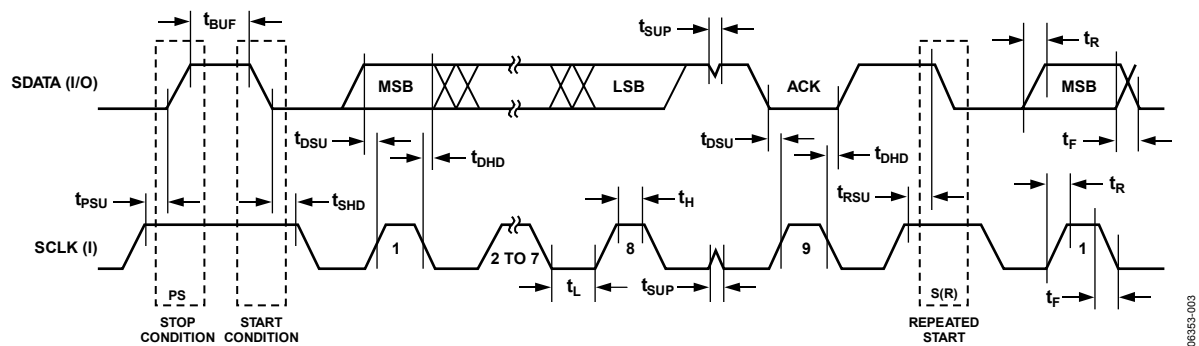 tBUF
tSUP
tR
SDATA (I/O)
MSB
LSB
ACK
MSB
tDSU
tDHD
tDSU
tDHD
tF
tPSU
tSHD
tH
tRSU
tR
SCLK (I)
1
2 TO 7
8
9
1
PS
tL
tSUP
S(R)
tF
STOP
CONDITION
START
CONDITION
REPEATED
START
06353-003